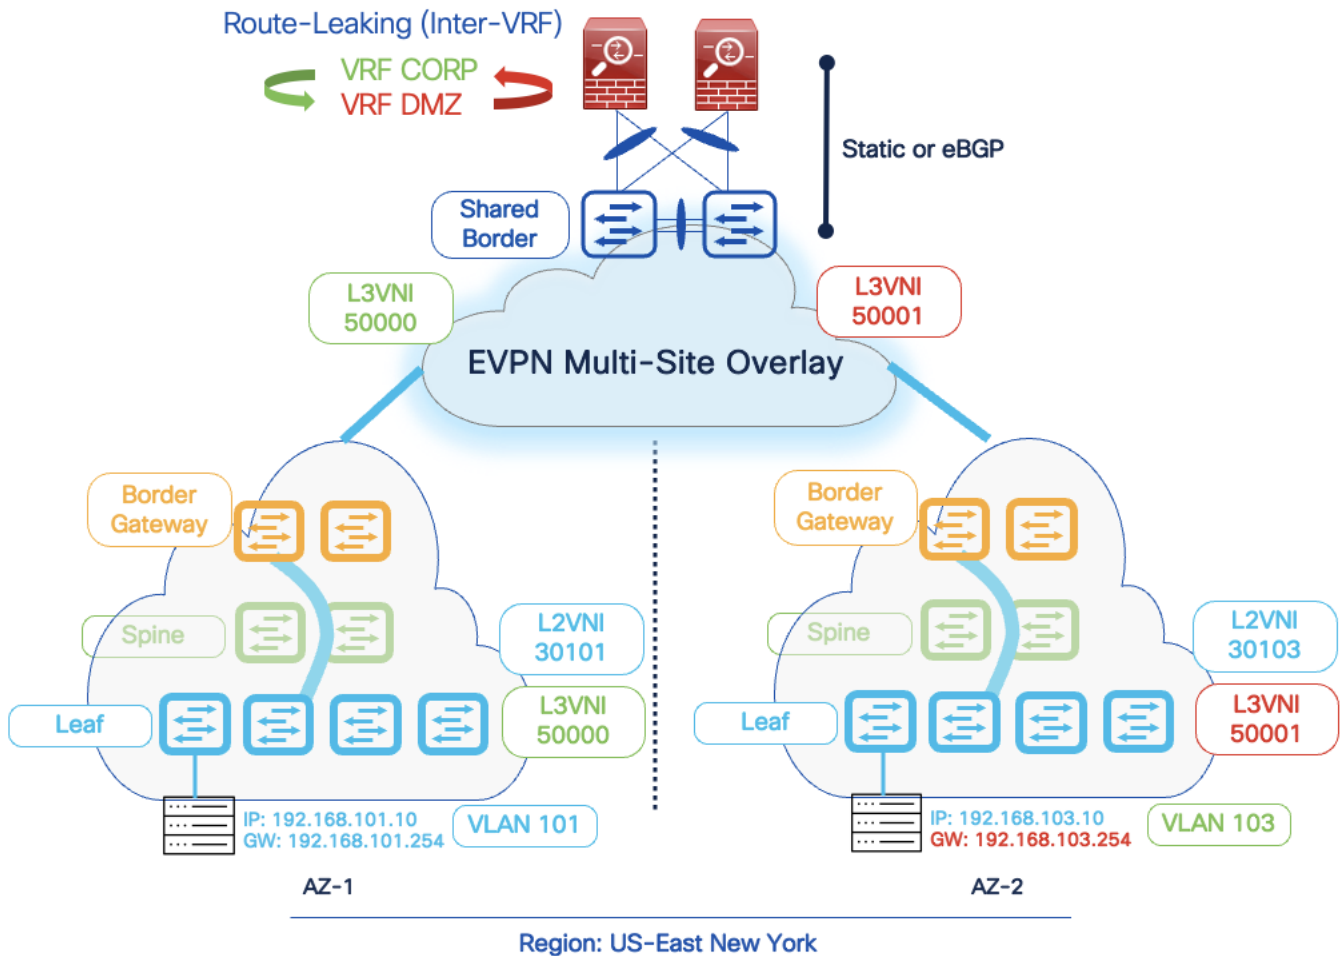 Route-Leaking (Inter-VRF)
VRF CORP
VRF DMZ
Static or eBGP
Shared
Border
L3VNI
50000
L3VNI
50001
EVPN Multi-Site Overlay
Border
Gateway
Border
Gateway
Spine
L2VNI
30101
Spine
L2VNI
30103
Leaf
L3VNI
50000
Leaf
L3VNI
50001
IP: 192.168.101.10
GW: 192.168.101.254
VLAN 101
IP: 192.168.103.10
GW: 192.168.103.254
VLAN 103
AZ-1
AZ-2
Region: US-East New York